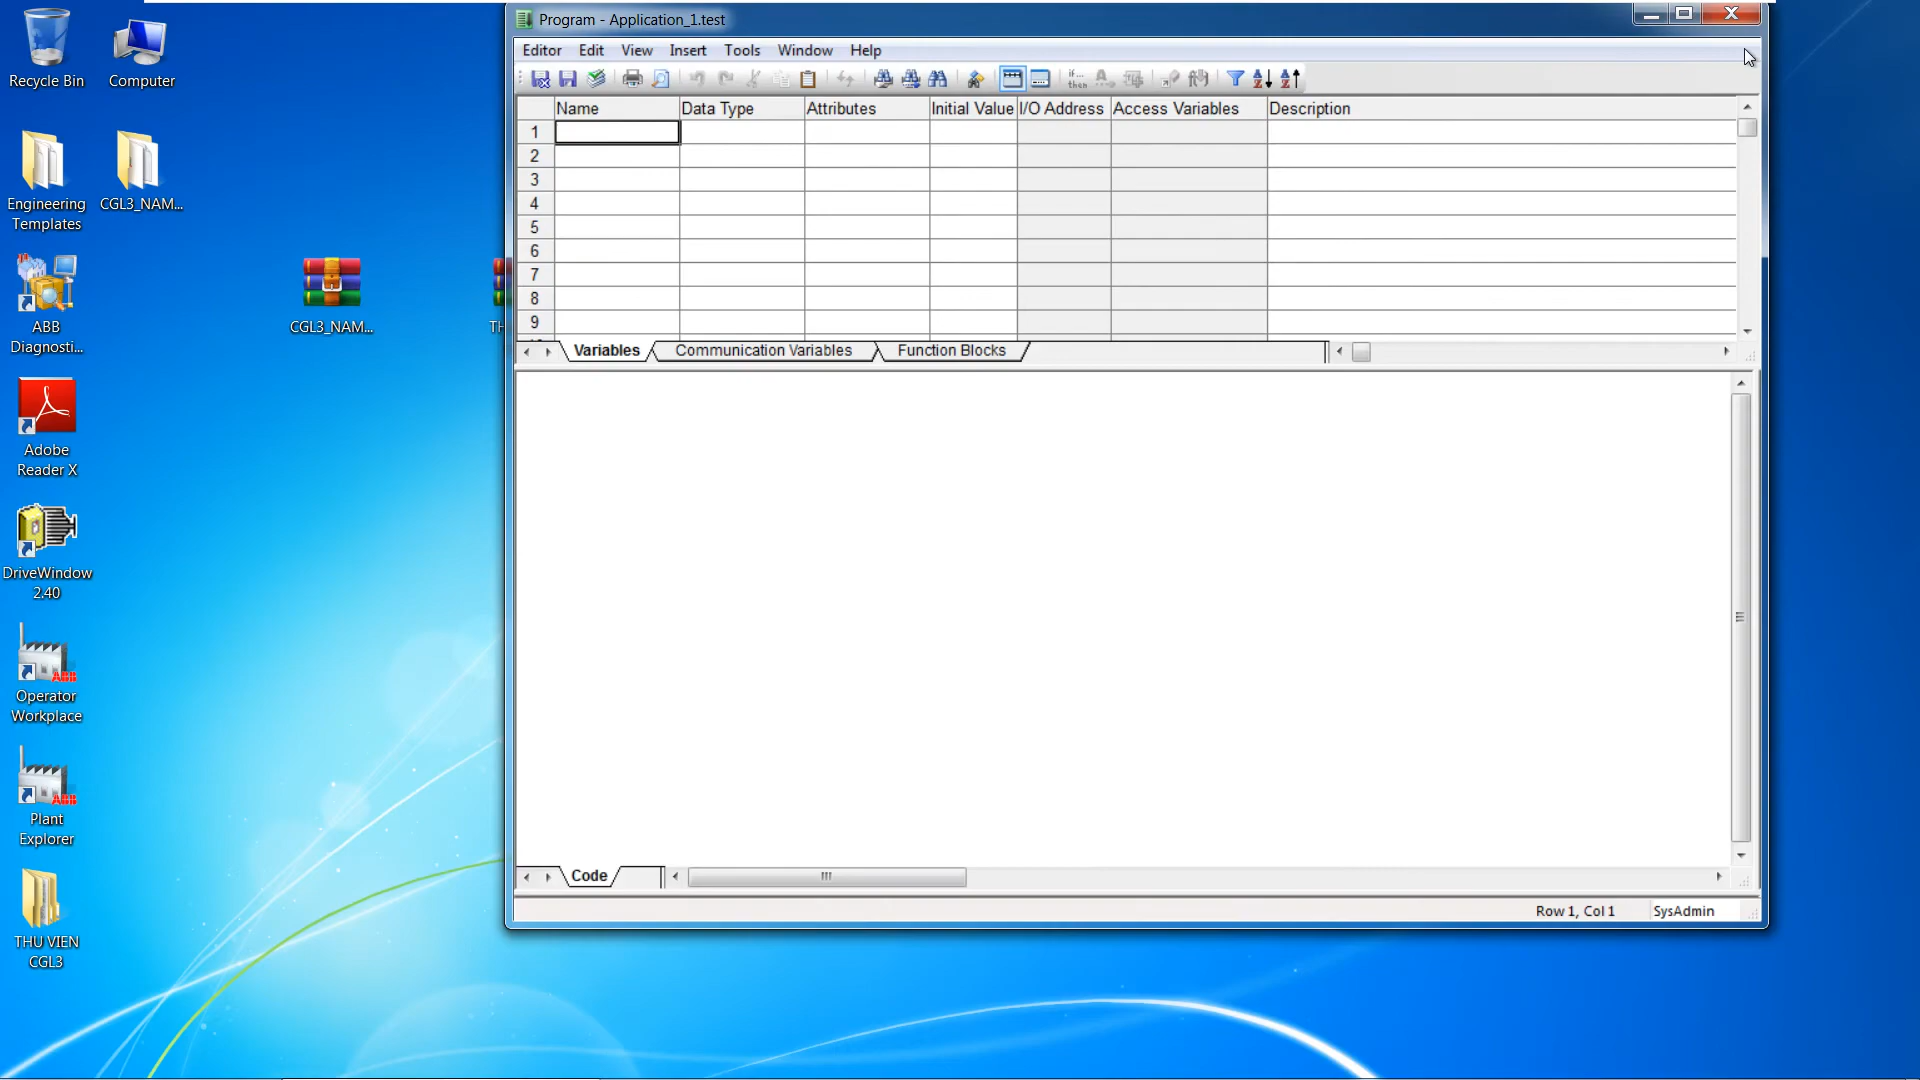 Recycle Bin
Computer
Engineering
Templates
CGL3_NAM...
ABB
Diagnosti...
CGL3_NAM...
TH
Adobe
Reader X
DriveWindow
2.40
Operator
Workplace
Plant
Explorer
THU VIEN
CGL3
Program - Application_1.test
Editor Edit View Insert Tools Window Help
Name Data Type Attributes Initial Value I/O Address Access Variables Description
1
2
3
4
5
6
7
8
9
Variables Communication Variables Function Blocks
Code
Row 1, Col 1 SysAdmin